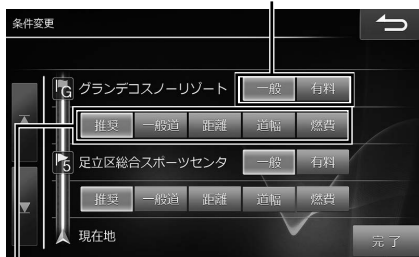 条件変更
G グランデコスノーリゾート 一般 有料
推奨 一般道 距離 道幅 燃費
5 足立区総合スポーツセンタ 一般 有料
推奨 一般道 距離 道幅 燃費
現在地
完了